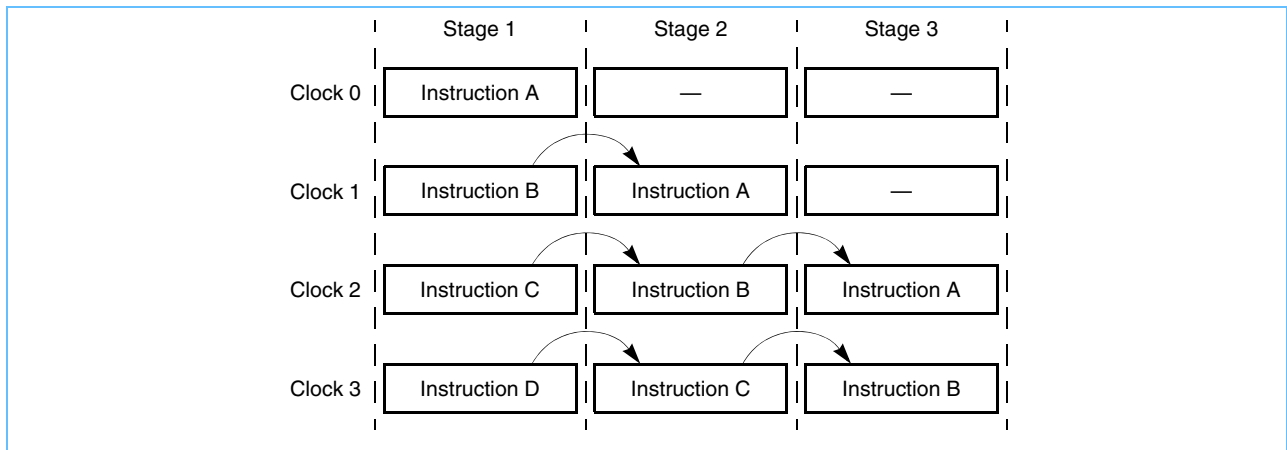 Stage 1 Stage 2 Stage 3
Clock 0 Instruction A — —
Clock 1 Instruction B Instruction A —
Clock 2 Instruction C Instruction B Instruction A
Clock 3 Instruction D Instruction C Instruction B